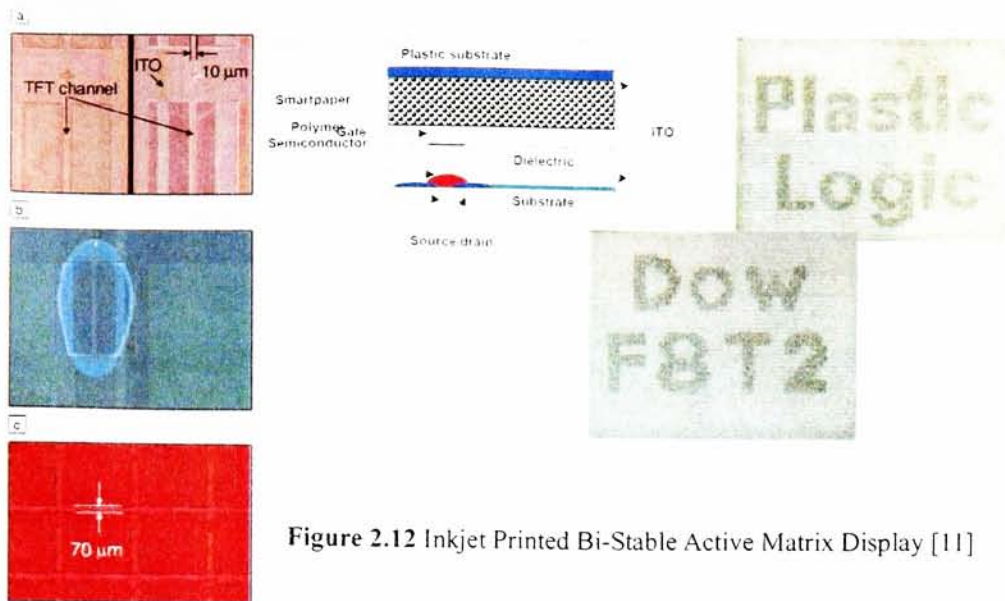 a
ITO
10 µm
TFT channel
b
c
70 µm
Plastic substrate
Smartpaper
Polymer
Gate
Semiconductor
ITO
Dielectric
Substrate
Source drain
Plastic
Logic
Dow
F8T2
Figure 2.12 Inkjet Printed Bi-Stable Active Matrix Display [11]